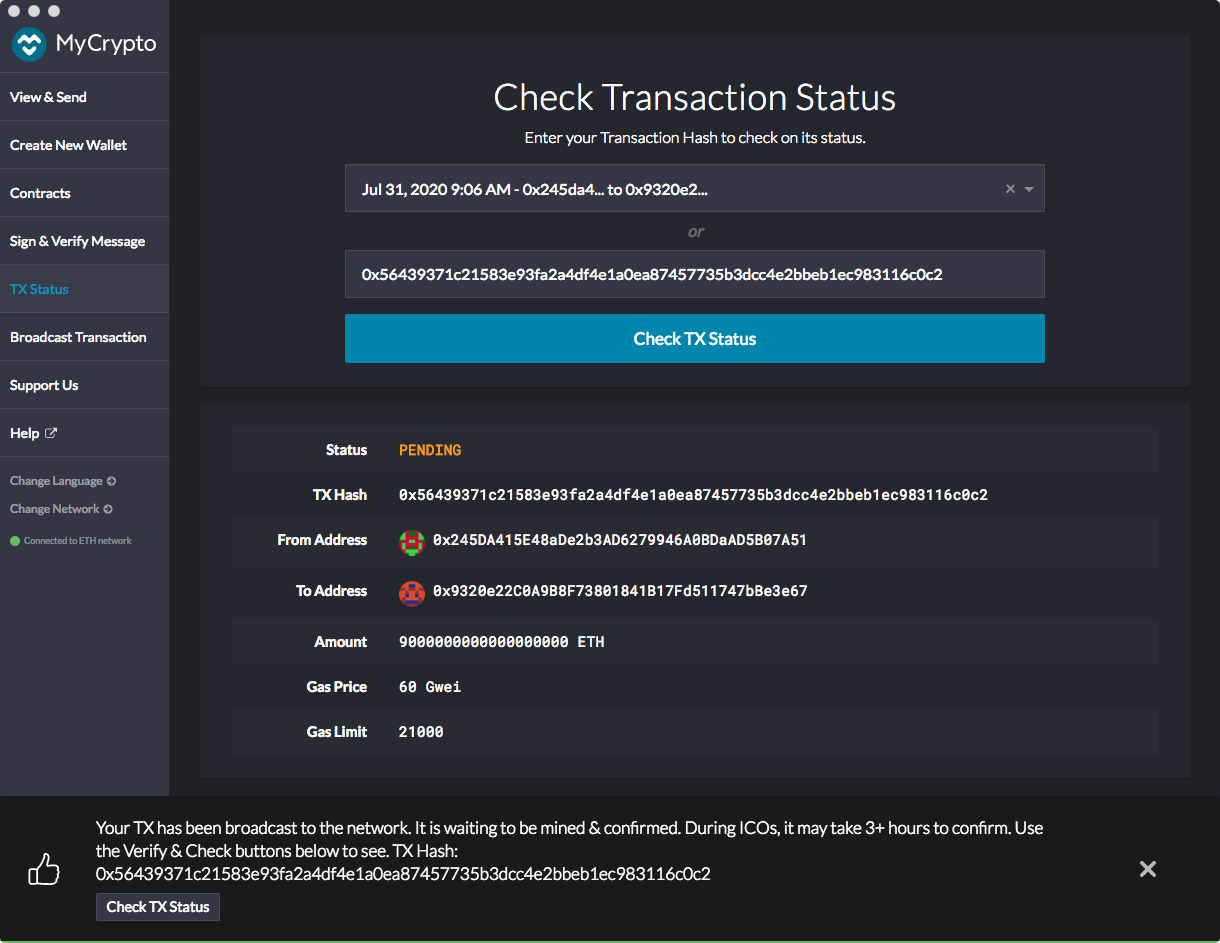 MyCrypto
View & Send
Create New Wallet
Contracts
Sign & Verify Message
TX Status
Broadcast Transaction
Support Us
Help
Change Language
Change Network
Connected to ETH network
Check Transaction Status
Enter your Transaction Hash to check on its status.
Jul 31, 2020 9:06 AM - 0x245da4... to 0x9320e2...
or
0x56439371c21583e93fa2a4df4e1a0ea87457735b3dcc4e2bbeb1ec983116c0c2
Check TX Status
Status PENDING
TX Hash 0x56439371c21583e93fa2a4df4e1a0ea87457735b3dcc4e2bbeb1ec983116c0c2
From Address 0x245DA415E48aDe2b3AD6279946A0BDaAD5B07A51
To Address 0x9320e22C0A9B8F73801841B17Fd511747bBe3e67
Amount 9000000000000000000 ETH
Gas Price 60 Gwei
Gas Limit 21000
Your TX has been broadcast to the network. It is waiting to be mined & confirmed. During ICOs, it may take 3+ hours to confirm. Use
the Verify & Check buttons below to see. TX Hash:
0x56439371c21583e93fa2a4df4e1a0ea87457735b3dcc4e2bbeb1ec983116c0c2
Check TX Status